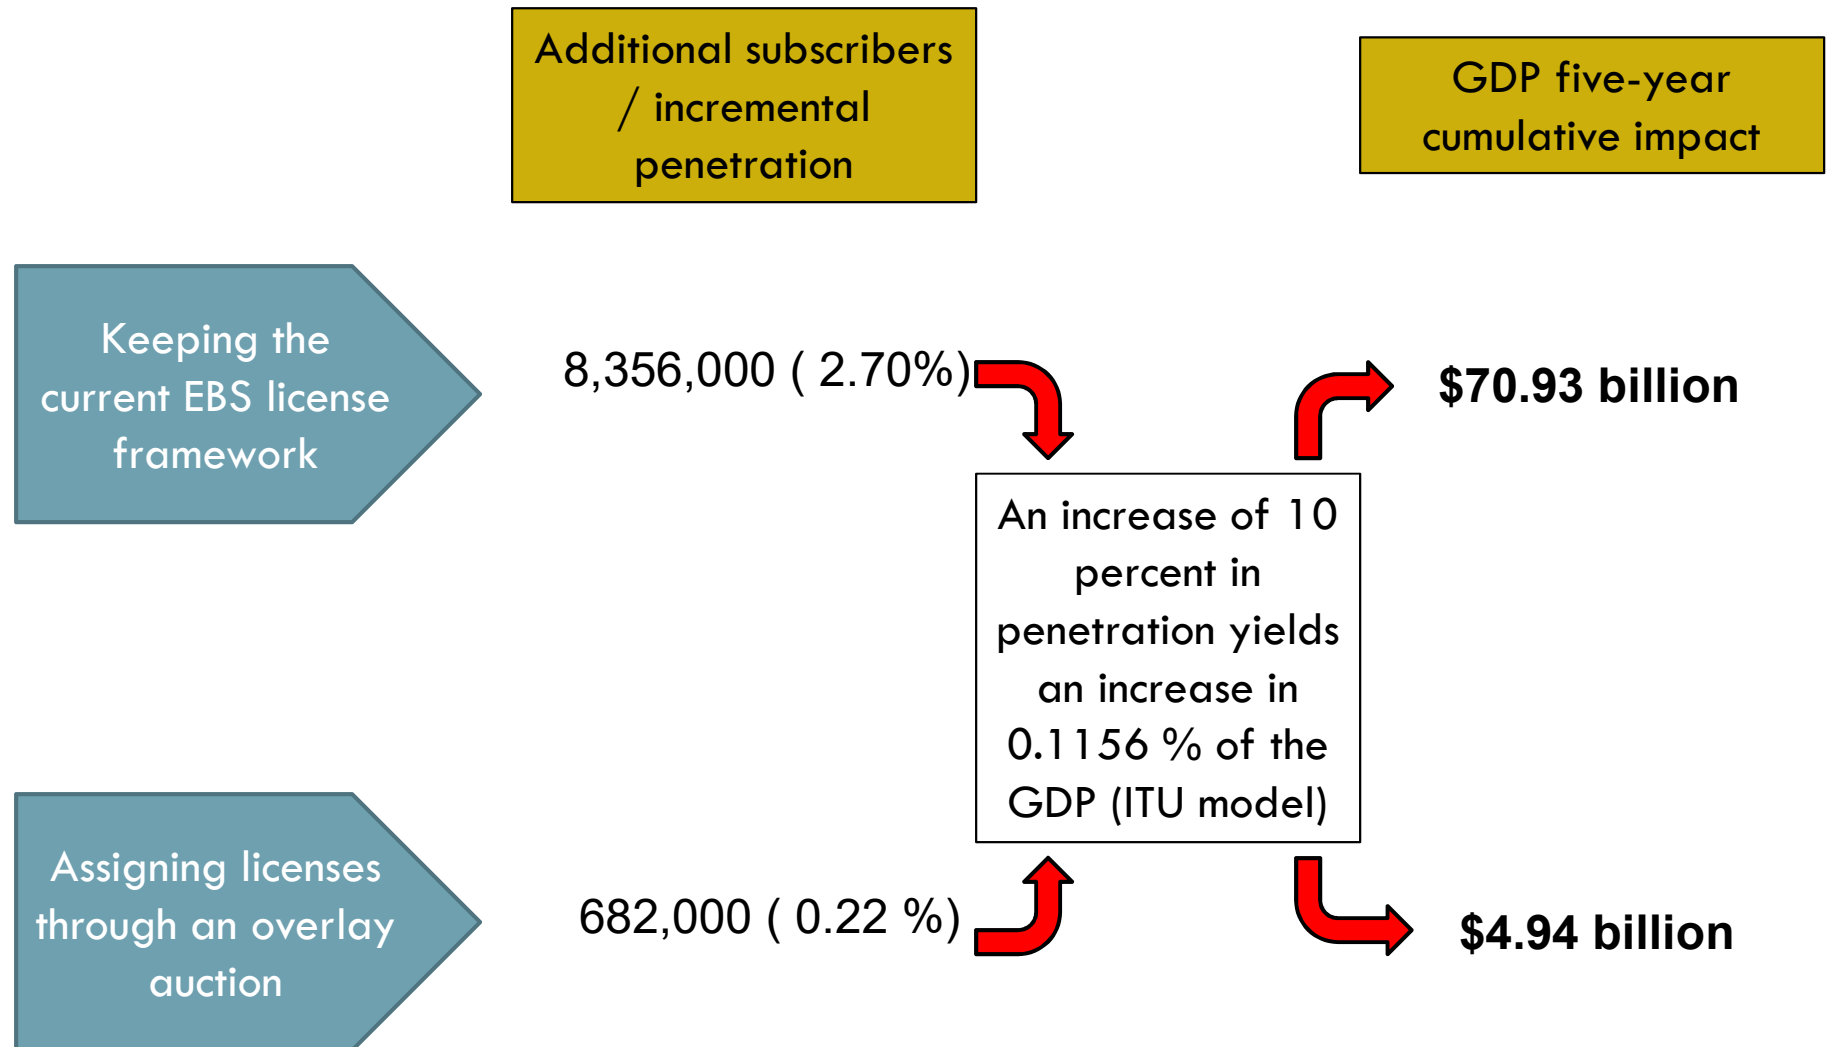 Additional subscribers
/ incremental
penetration
GDP five-year
cumulative impact
Keeping the
current EBS license
framework
8,356,000 ( 2.70%)
$70.93 billion
An increase of 10
percent in
penetration yields
an increase in
0.1156 % of the
GDP (ITU model)
Assigning licenses
through an overlay
auction
682,000 ( 0.22 %)
$4.94 billion